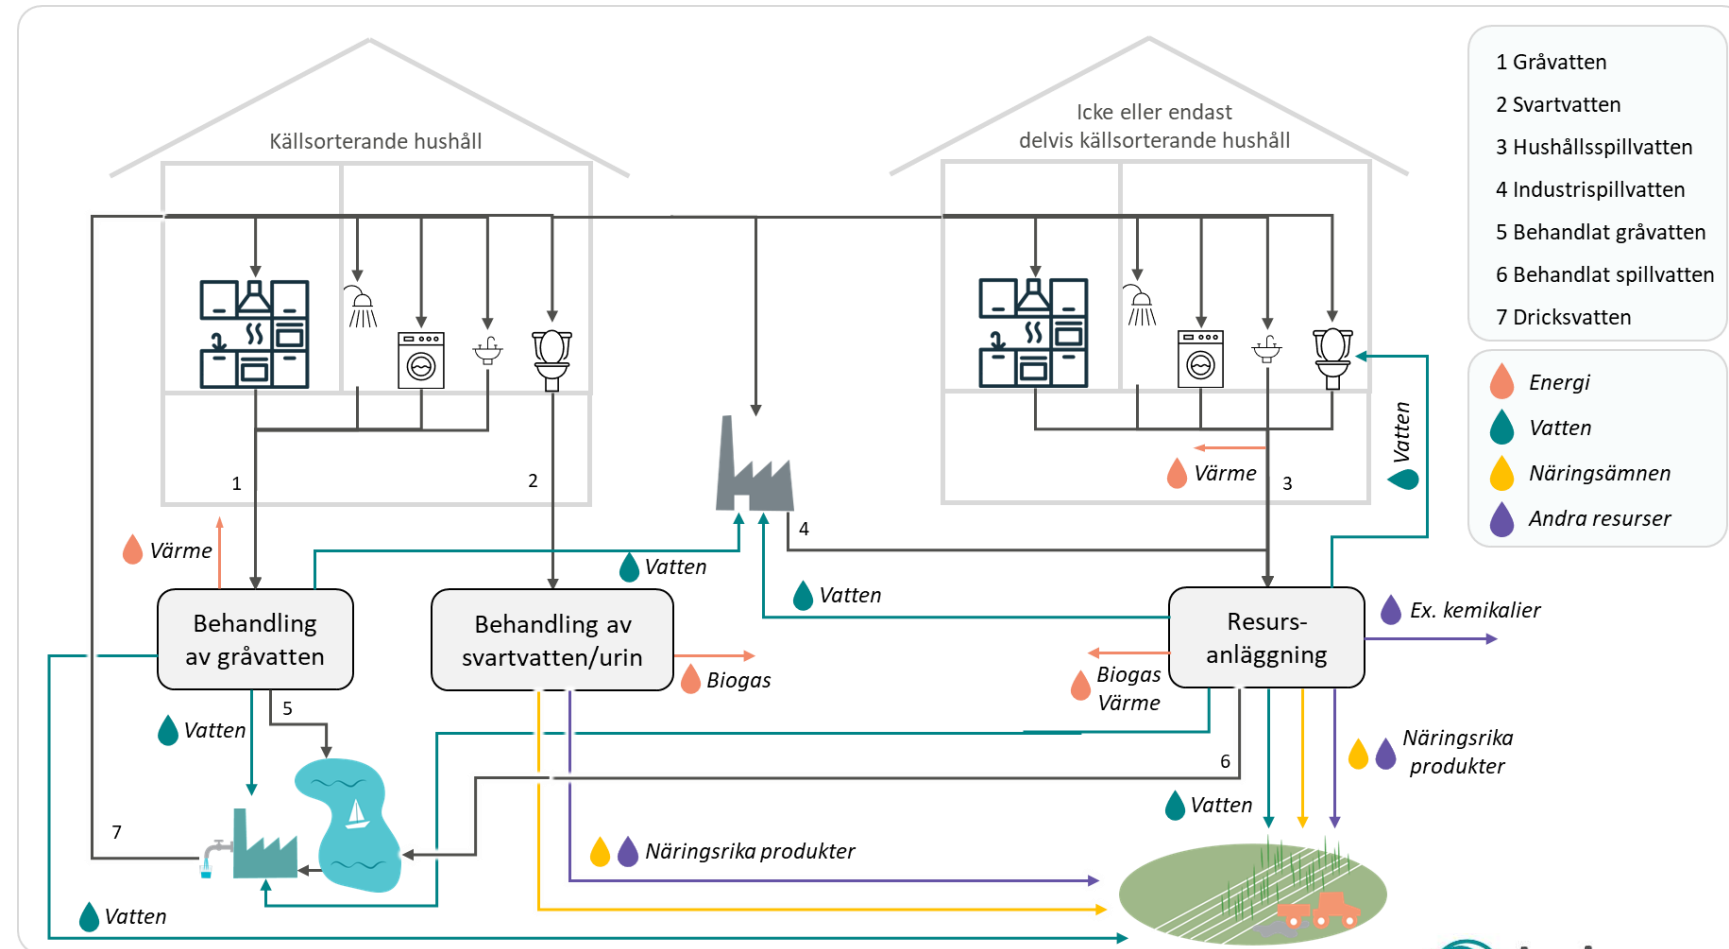 Källsorterande hushåll
Icke eller endast
delvis källsorterande hushåll
1 Gråvatten
2 Svartvatten
3 Hushållsspillvatten
4 Industrispillvatten
5 Behandlat gråvatten
6 Behandlat spillvatten
7 Dricksvatten
Energi
Vatten
Näringsämnen
Andra resurser
Vatten
Värme
1
2
3
4
Värme
Vatten
Vatten
Behandling
av gråvatten
Behandling av
svartvatten/urin
Resurs-
anläggning
Ex. kemikalier
Biogas
Biogas
Värme
5
Vatten
6
Näringsrika
produkter
Vatten
7
Näringsrika produkter
Vatten